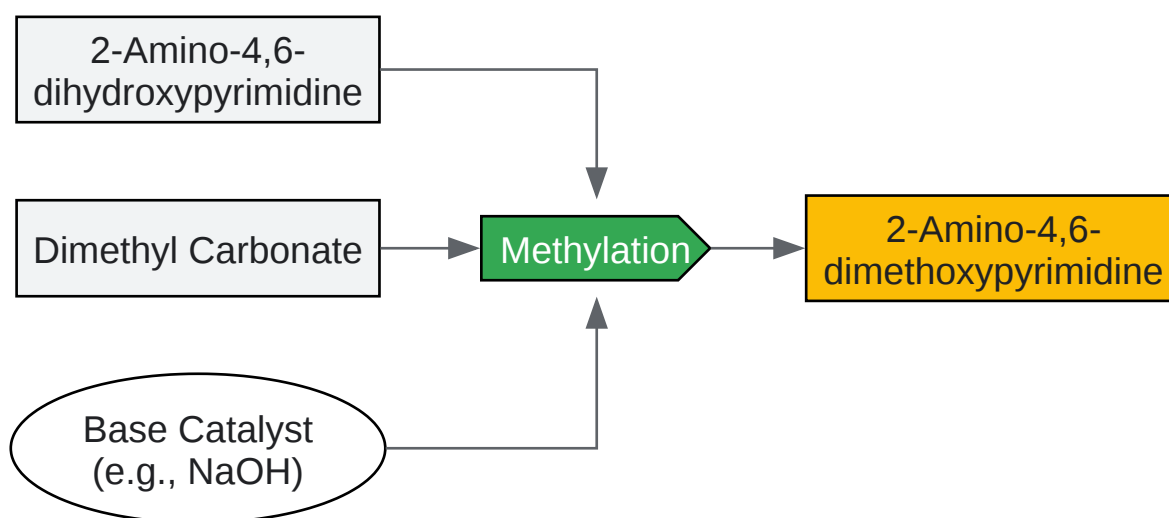 2-Amino-4,6-
dihydroxypyrimidine
Dimethyl Carbonate
Methylation
2-Amino-4,6-
dimethoxypyrimidine
Base Catalyst
(e.g., NaOH)